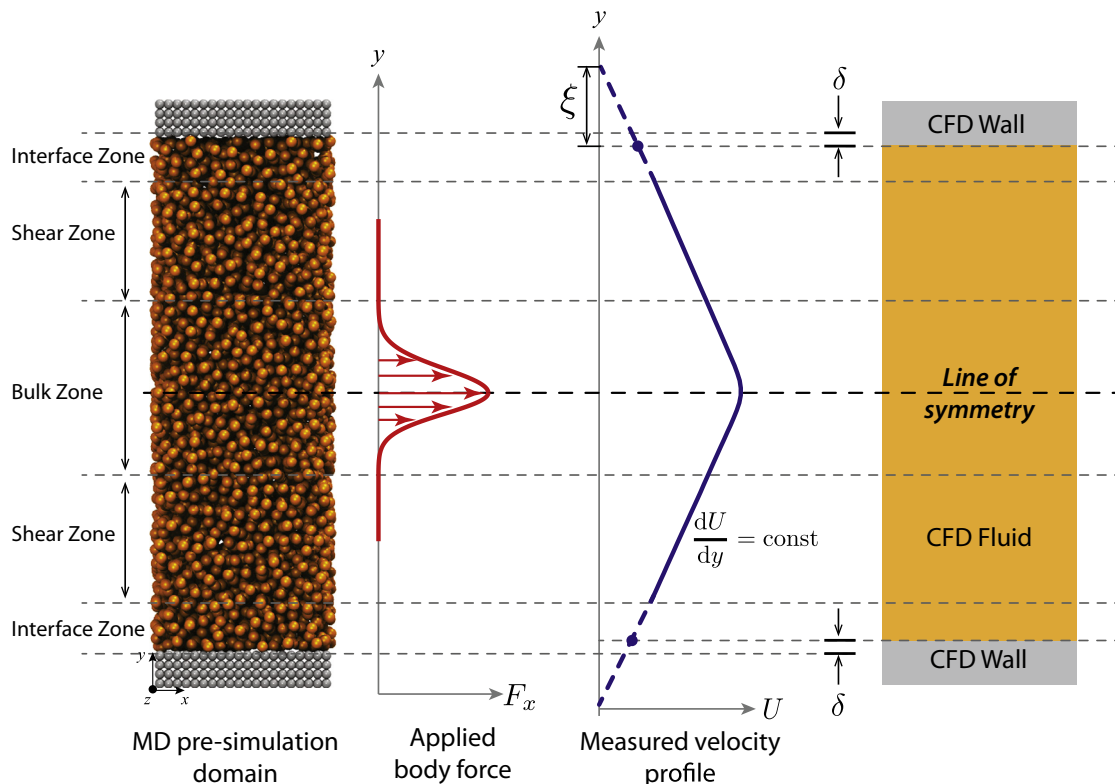 y
y
ξ
δ
CFD Wall
Interface Zone
Shear Zone
Bulk Zone
Line of
symmetry
Shear Zone
dU
dy = const
CFD Fluid
Interface Zone
CFD Wall
y
z x
F_x
U
δ
MD pre-simulation
domain
Applied
body force
Measured velocity
profile